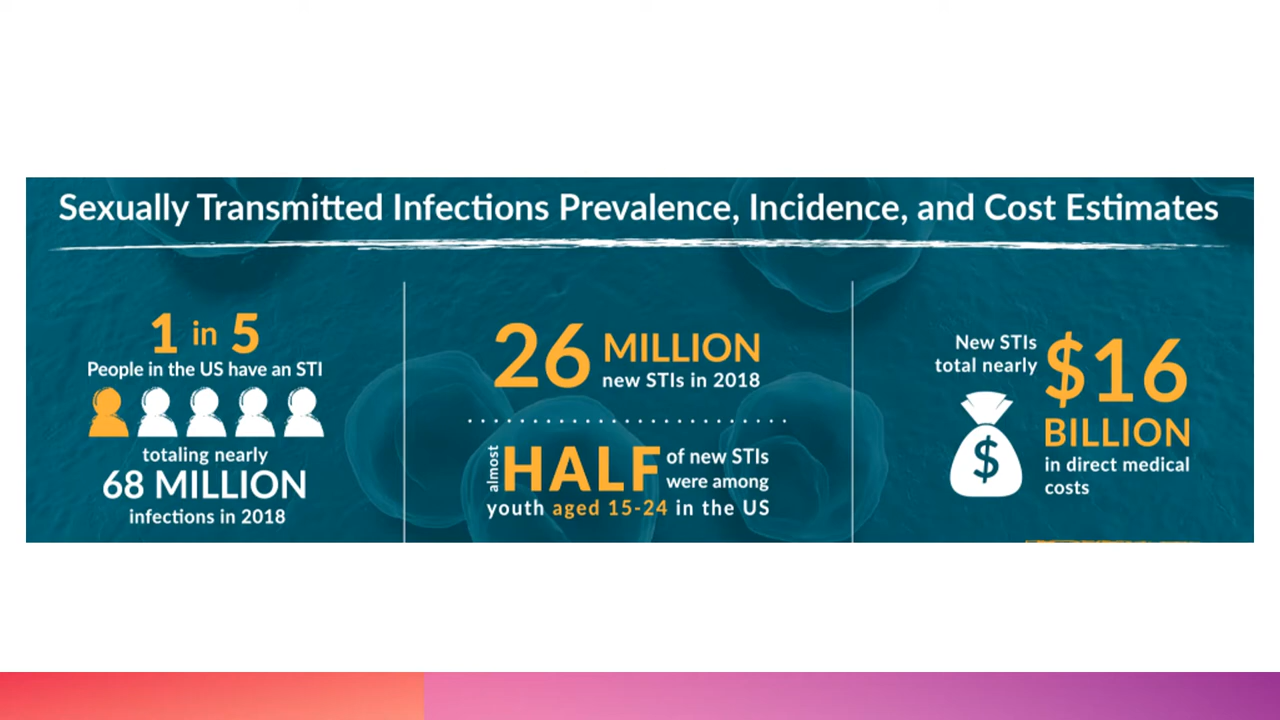 Sexually Transmitted Infections Prevalence, Incidence, and Cost Estimates
1 in 5
People in the US have an STI
totaling nearly
68 MILLION
infections in 2018
26 MILLION
new STIs in 2018
almost HALF of new STIs
were among
youth aged 15-24 in the US
New STIs
total nearly
$16
BILLION
in direct medical
costs
$